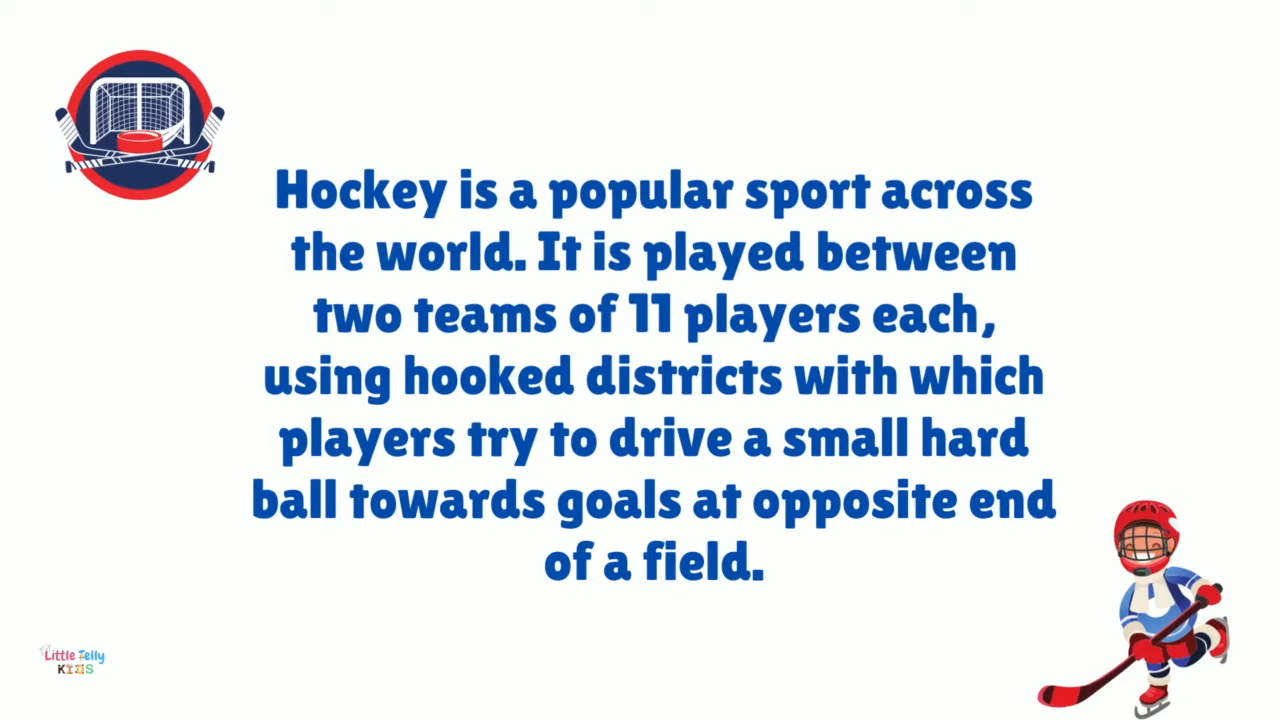 Hockey is a popular sport across
the world. It is played between
two teams of 11 players each,
using hooked districts with which
players try to drive a small hard
ball towards goals at opposite end
of a field.
Little Telly
KIDS